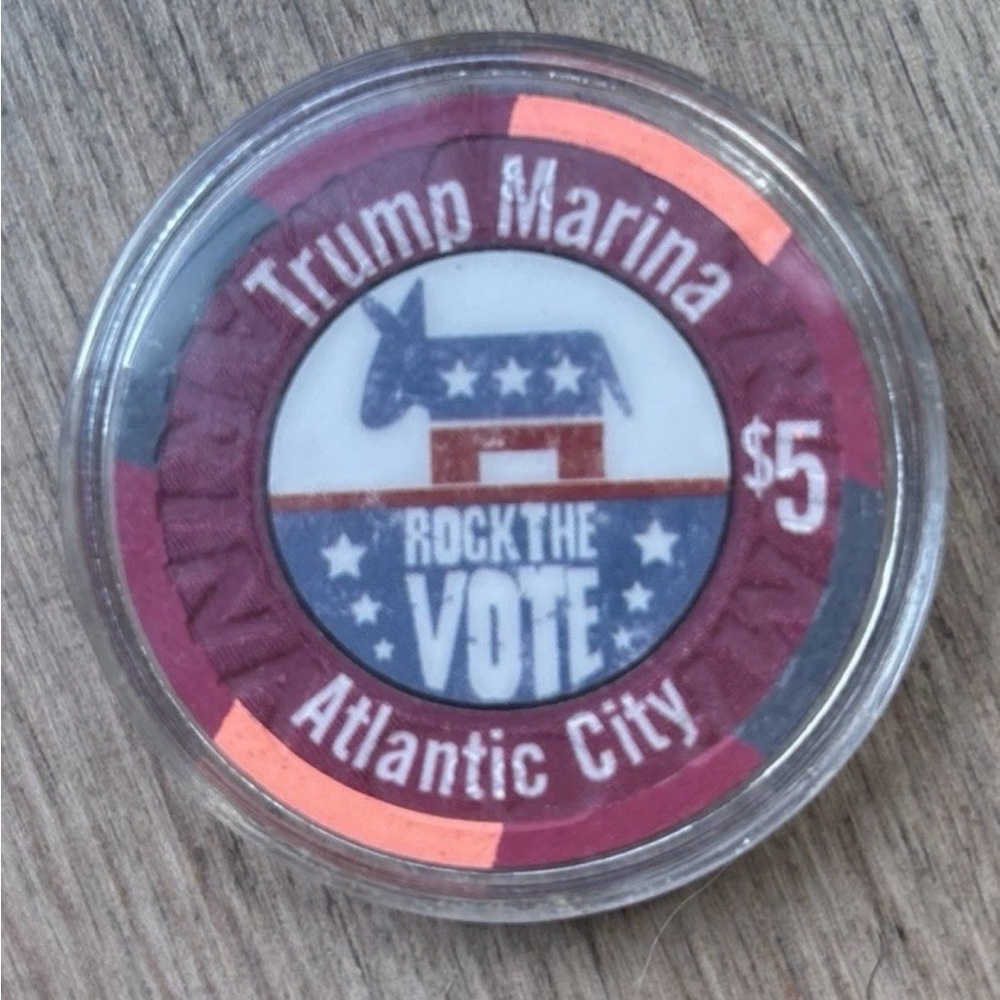 Trump Marina
$5
ROCK THE
VOTE
Atlantic City